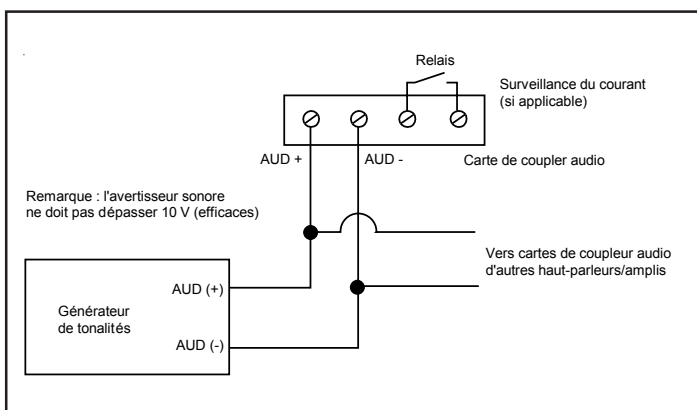 Relais
Surveillance du courant
(si applicable)
AUD +
AUD -
Carte de coupler audio
Remarque : l'avertisseur sonore
ne doit pas dépasser 10 V (efficaces)
Vers cartes de coupleur audio
d'autres haut-parleurs/amplis
AUD (+)
Générateur
de tonalités
AUD (-)